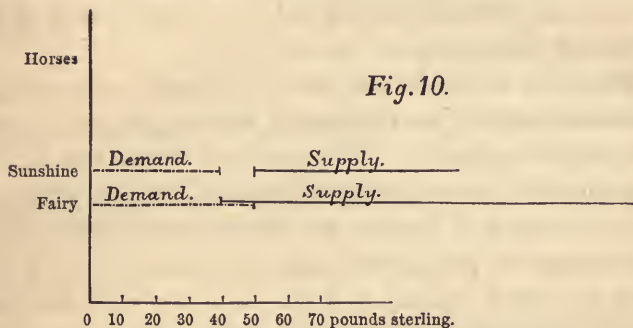 Horses
Fig. 10.
Sunshine Demand. Supply.
Fairy Demand. Supply.
0 10 20 30 40 50 60 70 pounds sterling.